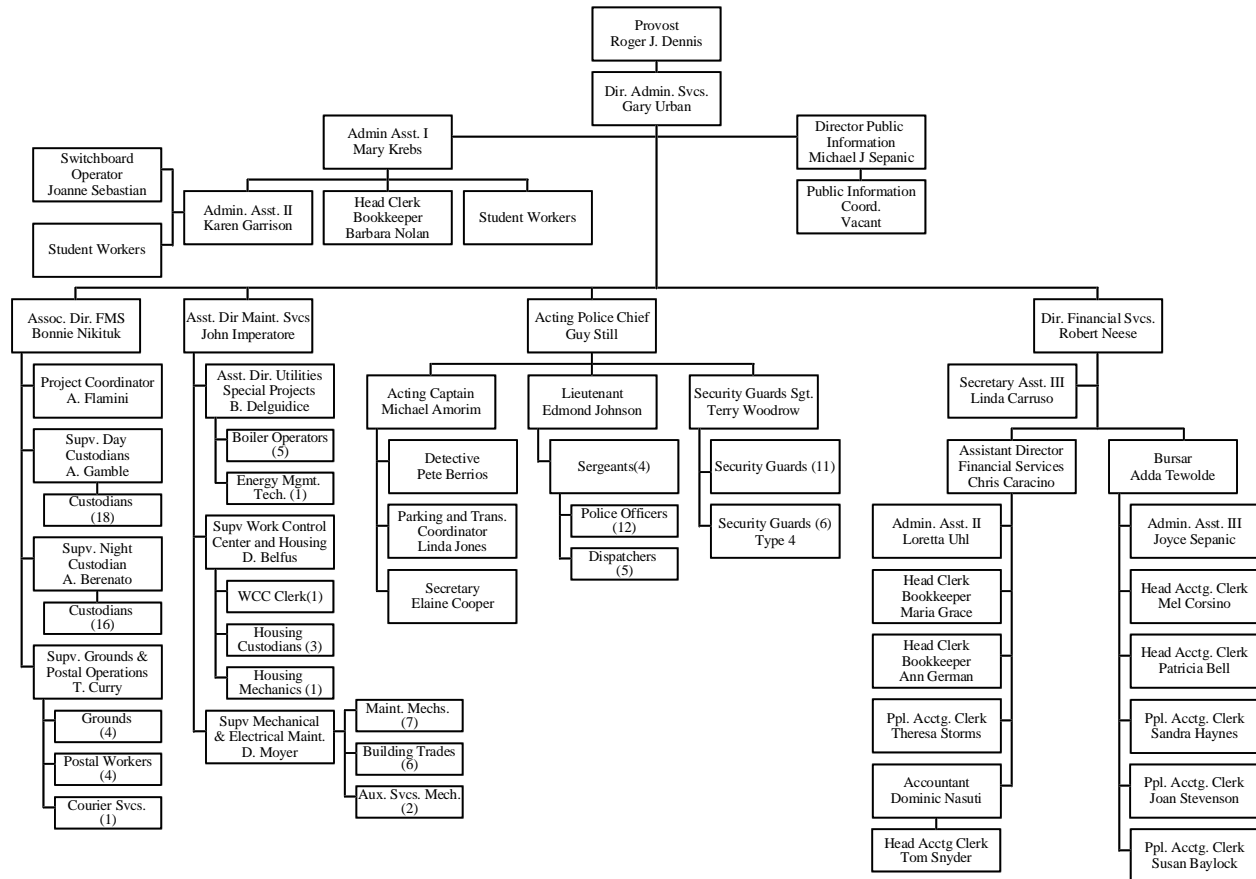 Provost
Roger J. Dennis
Dir. Admin. Svcs.
Gary Urban
Admin Asst. I
Mary Krebs
Director Public
Information
Michael J Sepanic
Switchboard
Operator
Joanne Sebastian
Admin. Asst. II
Karen Garrison
Head Clerk
Bookkeeper
Barbara Nolan
Student Workers
Public Information
Coord.
Vacant
Student Workers
Assoc. Dir. FMS
Bonnie Nikituk
Asst. Dir Maint. Svcs
John Imperatore
Acting Police Chief
Guy Still
Dir. Financial Svcs.
Robert Neese
Project Coordinator
A. Flamini
Supv. Day
Custodians
A. Gamble
Custodians
(18)
Supv. Night
Custodian
A. Berenato
Custodians
(16)
Supv. Grounds &
Postal Operations
T. Curry
Grounds
(4)
Postal Workers
(4)
Courier Svcs.
(1)
Asst. Dir. Utilities
Special Projects
B. Delguidice
Boiler Operators
(5)
Energy Mgmt.
Tech. (1)
Supv Work Control
Center and Housing
D. Belfus
WCC Clerk(1)
Housing
Custodians (3)
Housing
Mechanics (1)
Supv Mechanical
& Electrical Maint.
D. Moyer
Maint. Mechs.
(7)
Building Trades
(6)
Aux. Svcs. Mech.
(2)
Acting Captain
Michael Amorim
Detective
Pete Berrios
Parking and Trans.
Coordinator
Linda Jones
Secretary
Elaine Cooper
Lieutenant
Edmond Johnson
Sergeants(4)
Police Officers
(12)
Dispatchers
(5)
Security Guards Sgt.
Terry Woodrow
Security Guards (11)
Security Guards (6)
Type 4
Secretary Asst. III
Linda Carruso
Assistant Director
Financial Services
Chris Caracino
Admin. Asst. II
Loretta Uhl
Head Clerk
Bookkeeper
Maria Grace
Head Clerk
Bookkeeper
Ann German
Ppl. Acctg. Clerk
Theresa Storms
Accountant
Dominic Nasuti
Head Acctg Clerk
Tom Snyder
Bursar
Adda Tewolde
Admin. Asst. III
Joyce Sepanic
Head Acctg. Clerk
Mel Corsino
Head Acctg. Clerk
Patricia Bell
Ppl. Acctg. Clerk
Sandra Haynes
Ppl. Acctg. Clerk
Joan Stevenson
Ppl. Acctg. Clerk
Susan Baylock